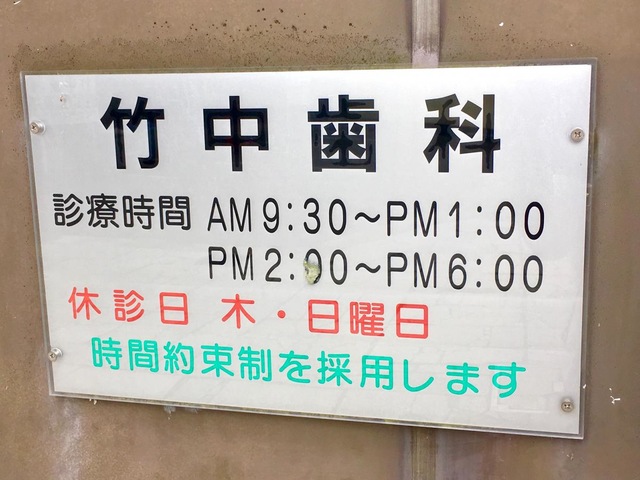 竹中歯科
診療時間 AM9:30～PM1:00
PM2:00～PM6:00
休診日 木・日曜日
時間約束制を採用します